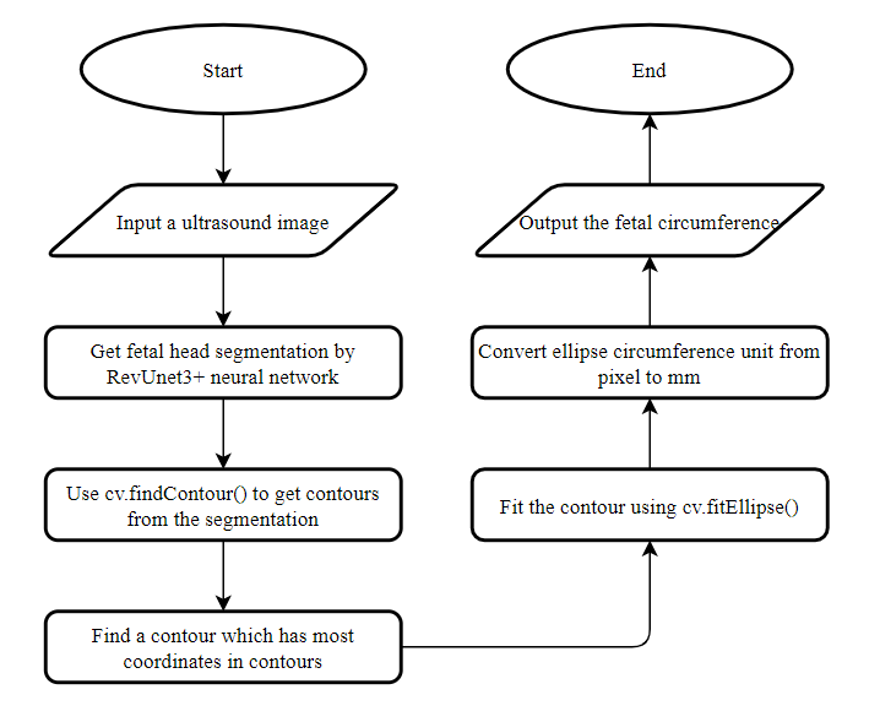 Start
Input a ultrasound image
Get fetal head segmentation by
RevUnet3+ neural network
Use cv.findContour() to get contours
from the segmentation
Find a contour which has most
coordinates in contours
Fit the contour using cv.fitEllipse()
Convert ellipse circumference unit from
pixel to mm
Output the fetal circumference
End